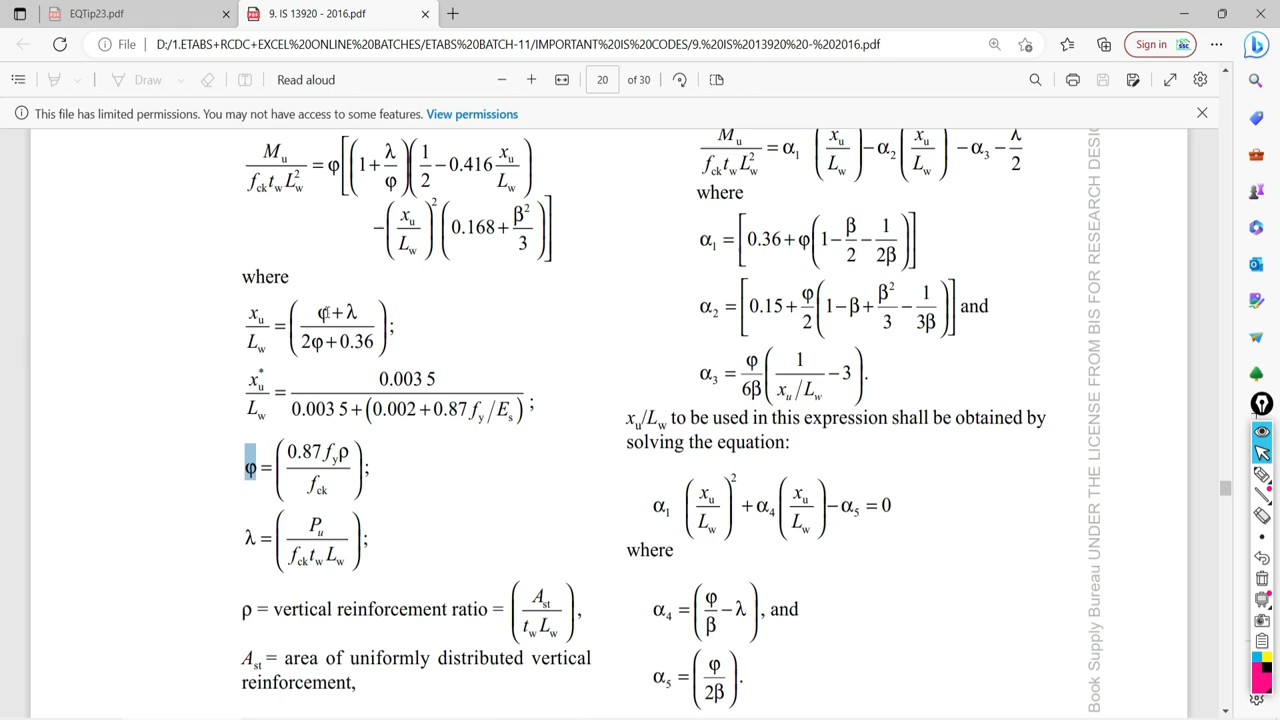 EQTip23.pdf
9. IS 13920 - 2016.pdf
File
D:/1.ETABS+RCDC+EXCEL%20ONLINE%20BATCHES/ETABS%20BATCH-11/IMPORTANT%20IS%20CODES/9.%20IS%2013920%20-%202016.pdf
Sign in
Draw
Read aloud
20 of 30
This file has limited permissions. You may not have access to some features. View permissions
M_u / f_ck t_w L_w^2 = φ[(1 + λ/φ)(1/2 − 0.416 x_u/L_w)
−(x_u/L_w)^2 (0.168 + β^2/3)]
where
x_u/L_w = (φ + λ / 2φ + 0.36);
x_u^*/L_w = 0.003 5 / 0.003 5 + (0.002 + 0.87 f_y/E_s);
φ = (0.87 f_y ρ / f_ck);
λ = (P_u / f_ck t_w L_w);
ρ = vertical reinforcement ratio = (A_st / t_w L_w),
A_st = area of uniformly distributed vertical
reinforcement,
M_u / f_ck t_w L_w^2 = α_1 (x_u/L_w) − α_2 (x_u/L_w) − α_3 − λ/2
where
α_1 = [0.36 + φ(1 − β/2 − 1/2β)]
α_2 = [0.15 + φ/2 (1 − β + β^2/3 − 1/3β)] and
α_3 = φ/6β (1 / x_u/L_w − 3).
x_u/L_w to be used in this expression shall be obtained by
solving the equation:
α_1 (x_u/L_w)^2 + α_4 (x_u/L_w) − α_5 = 0
where
α_4 = (φ/β − λ), and
α_5 = (φ/2β).
Book Supply Bureau UNDER THE LICENSE FROM BIS FOR RESEARCH DESI